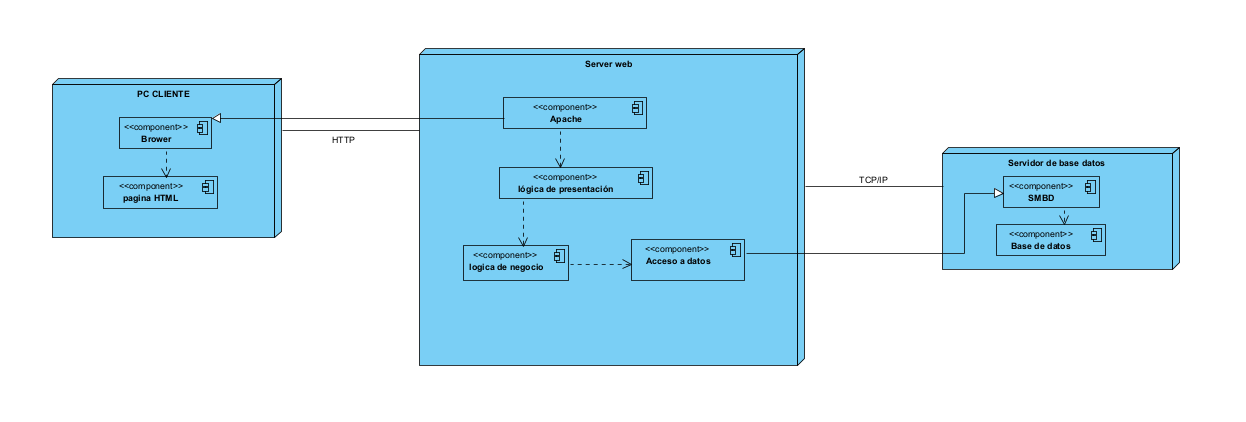 PC CLIENTE
<<component>>
Brower
<<component>>
pagina HTML
HTTP
Server web
<<component>>
Apache
<<component>>
lógica de presentación
<<component>>
logica de negocio
<<component>>
Acceso a datos
TCP/IP
Servidor de base datos
<<component>>
SMBD
<<component>>
Base de datos